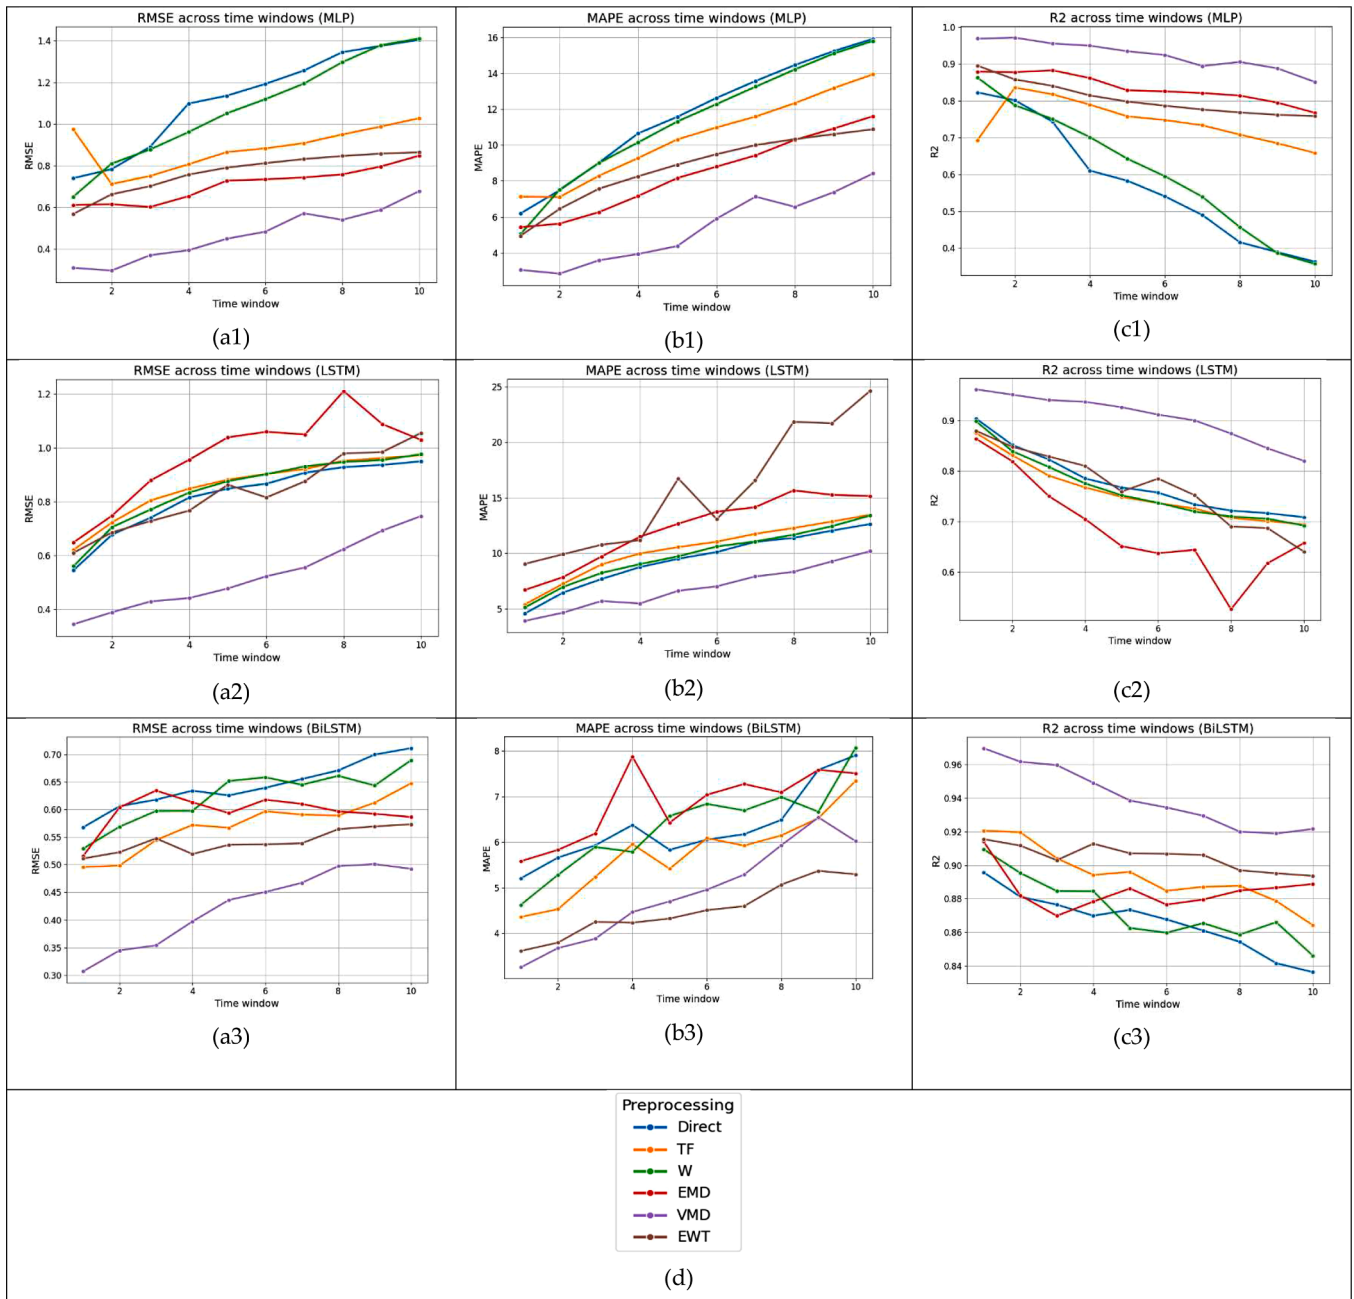 RMSE across time windows (MLP)
1.4
1.2
1.0
0.8
0.6
0.4
RMSE
2
4
6
8
10
Time window
(a1)
MAPE across time windows (MLP)
16
14
12
10
8
6
4
MAPE
2
4
6
8
10
Time window
(b1)
R2 across time windows (MLP)
1.0
0.9
0.8
0.7
0.6
0.5
0.4
R2
2
4
6
8
10
Time window
(c1)
RMSE across time windows (LSTM)
1.2
1.0
0.8
0.6
0.4
RMSE
2
4
6
8
10
Time window
(a2)
MAPE across time windows (LSTM)
25
20
15
10
5
MAPE
2
4
6
8
10
Time window
(b2)
R2 across time windows (LSTM)
0.9
0.8
0.7
0.6
R2
2
4
6
8
10
Time window
(c2)
RMSE across time windows (BiLSTM)
0.70
0.65
0.60
0.55
0.50
0.45
0.40
0.35
0.30
RMSE
2
4
6
8
10
Time window
(a3)
MAPE across time windows (BiLSTM)
8
7
6
5
4
MAPE
2
4
6
8
10
Time window
(b3)
R2 across time windows (BiLSTM)
0.96
0.94
0.92
0.90
0.88
0.86
0.84
R2
2
4
6
8
10
Time window
(c3)
Preprocessing
Direct
TF
W
EMD
VMD
EWT
(d)